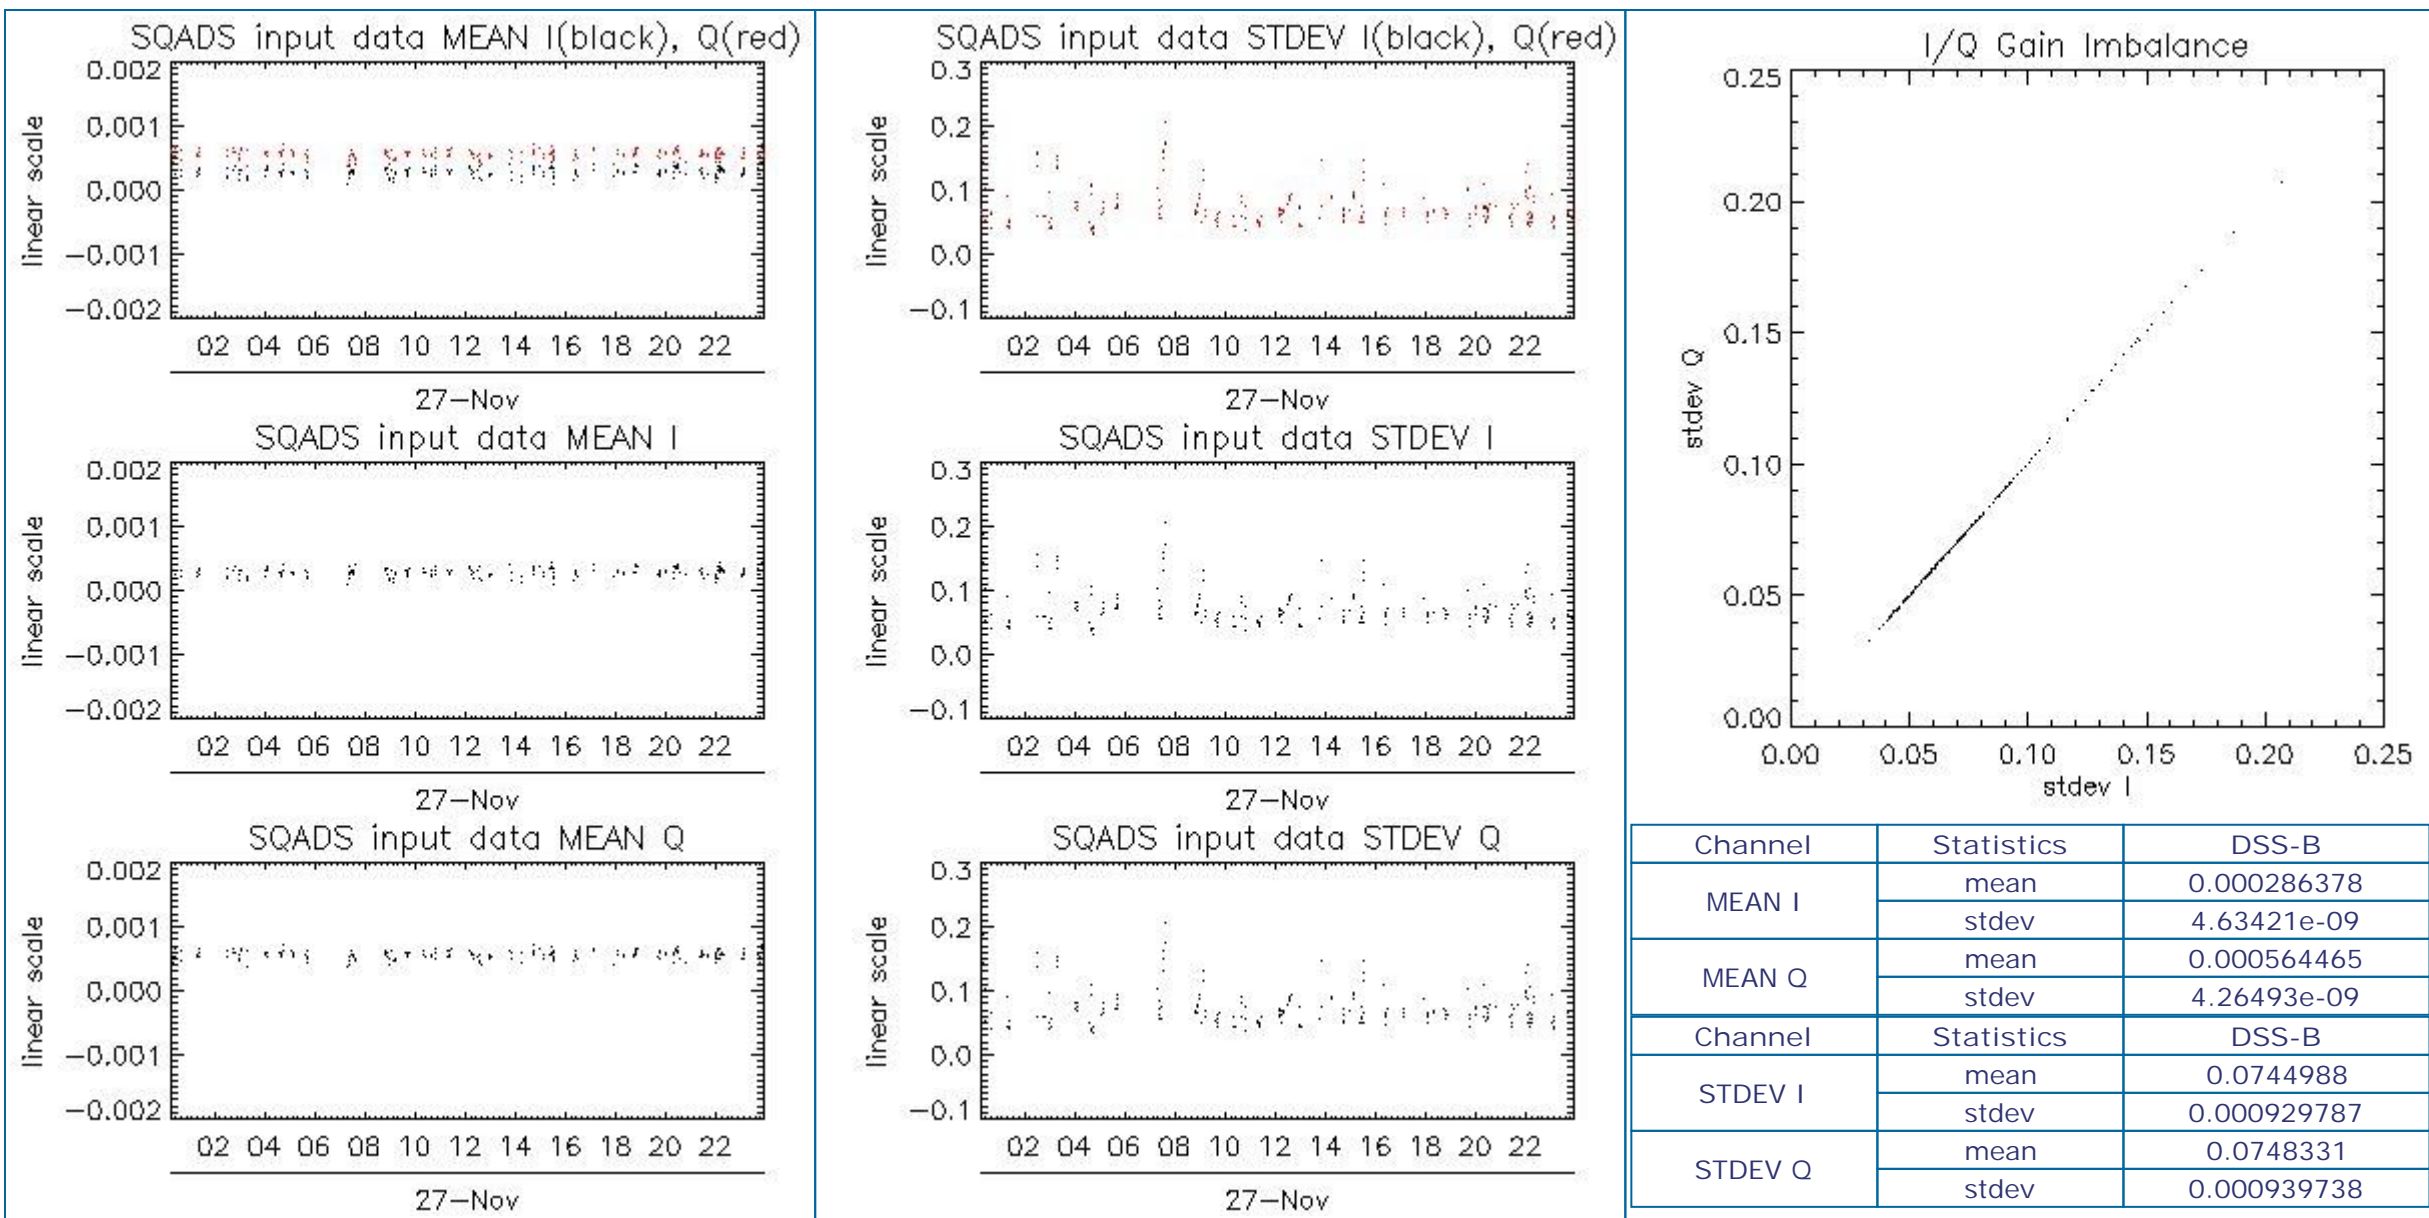 SQADS input data MEAN I(black), Q(red)
0.002
0.001
0.000
-0.001
-0.002
linear scale
02 04 06 08 10 12 14 16 18 20 22
27-Nov
SQADS input data MEAN I
0.002
0.001
0.000
-0.001
-0.002
linear scale
02 04 06 08 10 12 14 16 18 20 22
27-Nov
SQADS input data MEAN Q
0.002
0.001
0.000
-0.001
-0.002
linear scale
02 04 06 08 10 12 14 16 18 20 22
27-Nov
SQADS input data STDEV I(black), Q(red)
0.3
0.2
0.1
0.0
-0.1
linear scale
02 04 06 08 10 12 14 16 18 20 22
27-Nov
SQADS input data STDEV I
0.3
0.2
0.1
0.0
-0.1
linear scale
02 04 06 08 10 12 14 16 18 20 22
27-Nov
SQADS input data STDEV Q
0.3
0.2
0.1
0.0
-0.1
linear scale
02 04 06 08 10 12 14 16 18 20 22
27-Nov
I/Q Gain Imbalance
0.25
0.20
0.15
0.10
0.05
0.00
stdev Q
0.00 0.05 0.10 0.15 0.20 0.25
stdev I
Channel Statistics DSS-B
MEAN I mean 0.000286378
stdev 4.63421e-09
MEAN Q mean 0.000564465
stdev 4.26493e-09
Channel Statistics DSS-B
STDEV I mean 0.0744988
stdev 0.000929787
STDEV Q mean 0.0748331
stdev 0.000939738